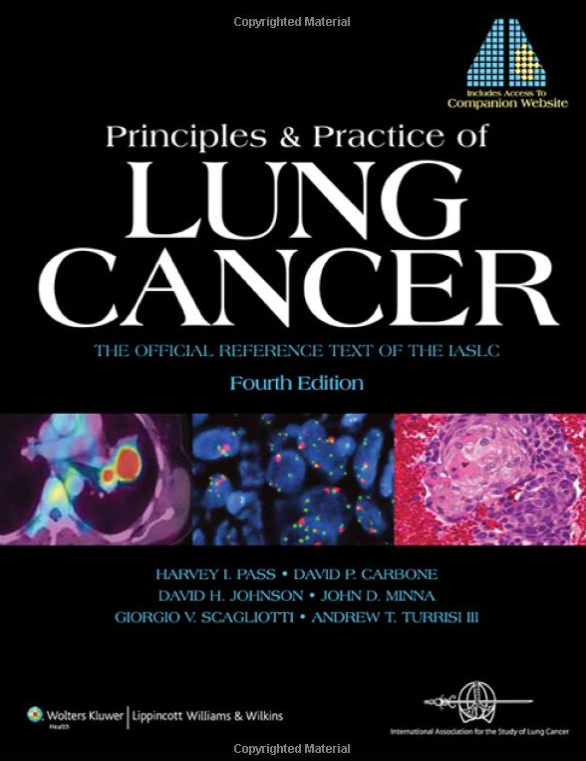 Copyrighted Material
Includes Access To
Companion Website
Principles & Practice of
LUNG
CANCER
THE OFFICIAL REFERENCE TEXT OF THE IASLC
Fourth Edition
HARVEY I. PASS • DAVID P. CARBONE
DAVID H. JOHNSON • JOHN D. MINNA
GIORGIO V. SCAGLIOTTI • ANDREW T. TURRISI III
Wolters Kluwer | Lippincott Williams & Wilkins
Health
International Association for the Study of Lung Cancer
Copyrighted Material